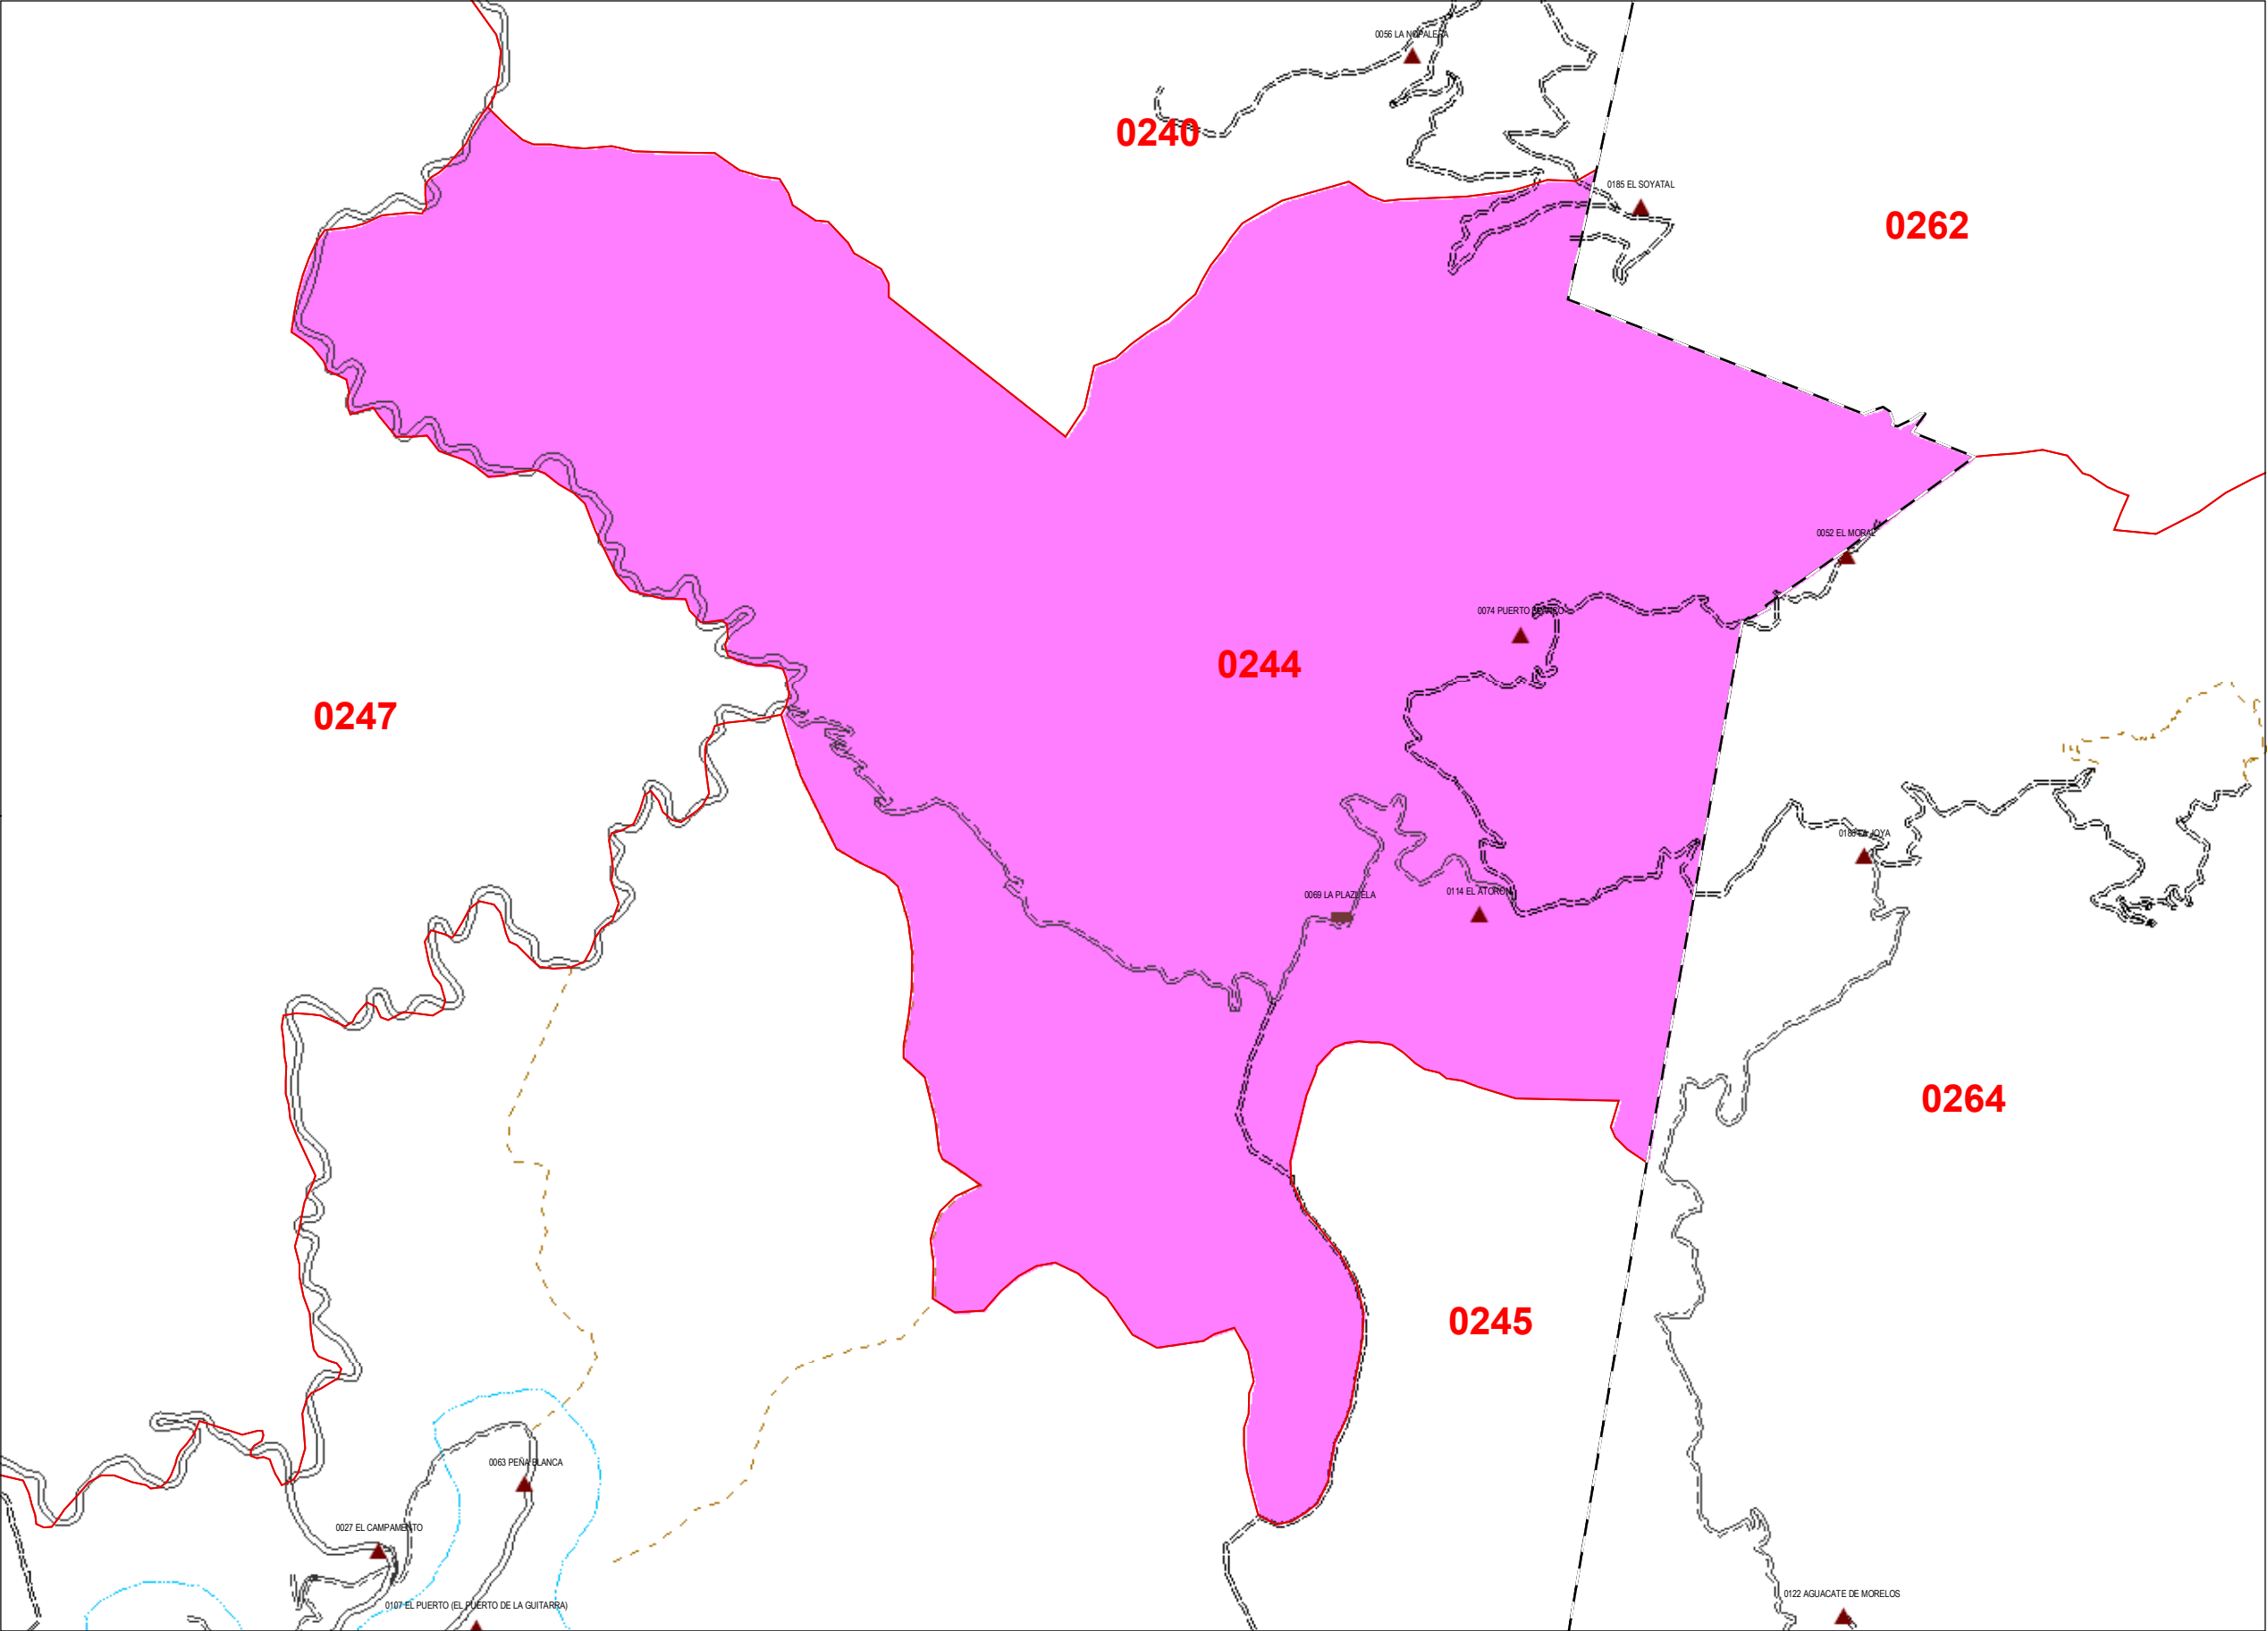 0056 LA NOPALERA
0240
0185 EL SOYATAL
0262
0052 EL MORAL
0074 PUERTO
0244
0247
LA JOYA
0069 LA PLAZUELA
0114 EL ATORON
0264
0245
0063 PEÑA BLANCA
0027 EL CAMPAMENTO
0122 AGUACATE DE MORELOS
0107 EL PUERTO (EL PUERTO DE LA GUITARRA)